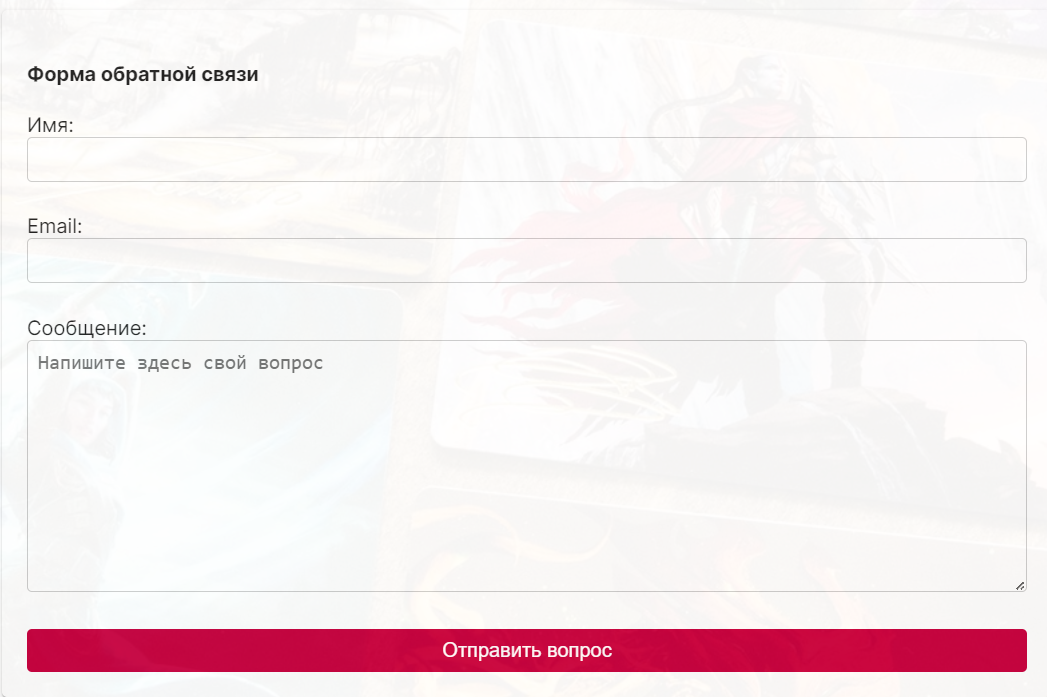 Форма обратной связи
Имя:
Email:
Сообщение:
Напишите здесь свой вопрос
Отправить вопрос